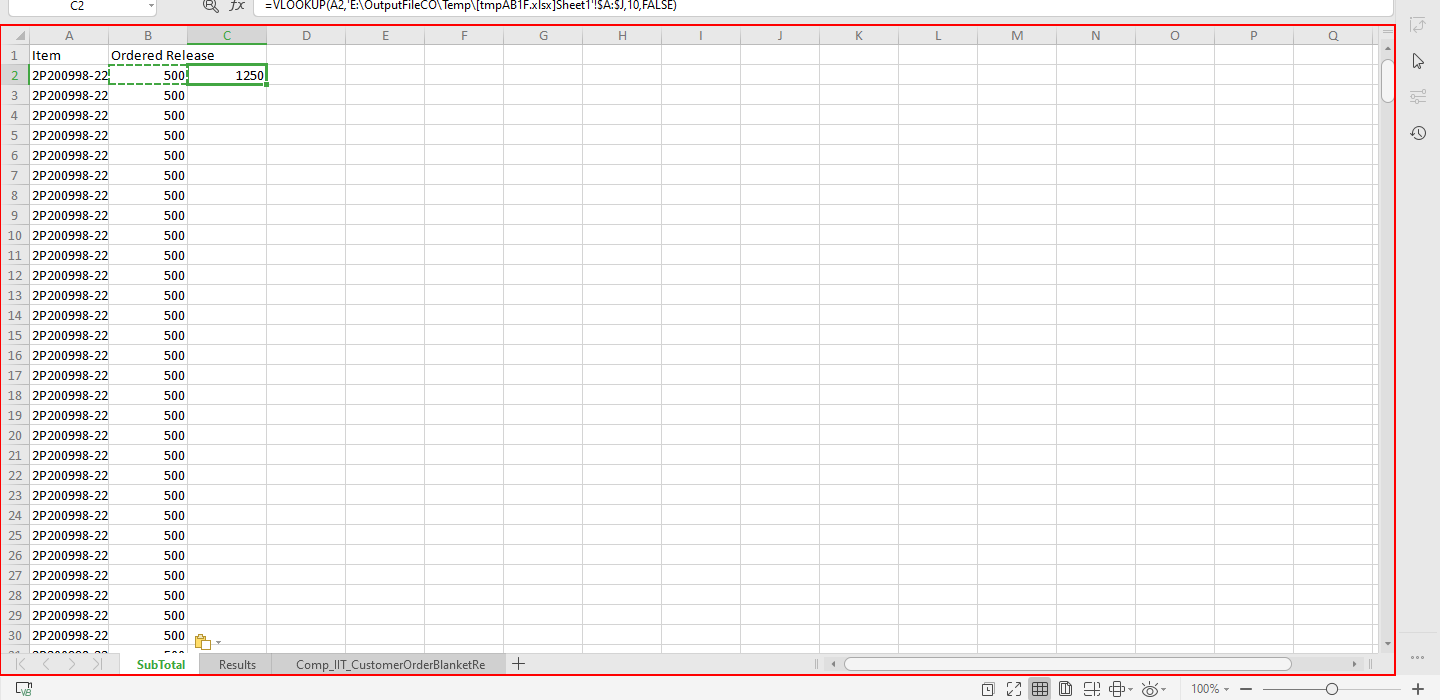 C2 fx =VLOOKUP(A2,'E:\OutputFileCO\Temp\[tmpAB1F.xlsx]Sheet1'!$A:$J,10,FALSE)
A B C D E F G H I J K L M N O P Q
1 Item Ordered Release
2 2P200998-22 500 1250
3 2P200998-22 500
4 2P200998-22 500
5 2P200998-22 500
6 2P200998-22 500
7 2P200998-22 500
8 2P200998-22 500
9 2P200998-22 500
10 2P200998-22 500
11 2P200998-22 500
12 2P200998-22 500
13 2P200998-22 500
14 2P200998-22 500
15 2P200998-22 500
16 2P200998-22 500
17 2P200998-22 500
18 2P200998-22 500
19 2P200998-22 500
20 2P200998-22 500
21 2P200998-22 500
22 2P200998-22 500
23 2P200998-22 500
24 2P200998-22 500
25 2P200998-22 500
26 2P200998-22 500
27 2P200998-22 500
28 2P200998-22 500
29 2P200998-22 500
30 2P200998-22 500
SubTotal Results Comp_IIT_CustomerOrderBlanketRe
100%